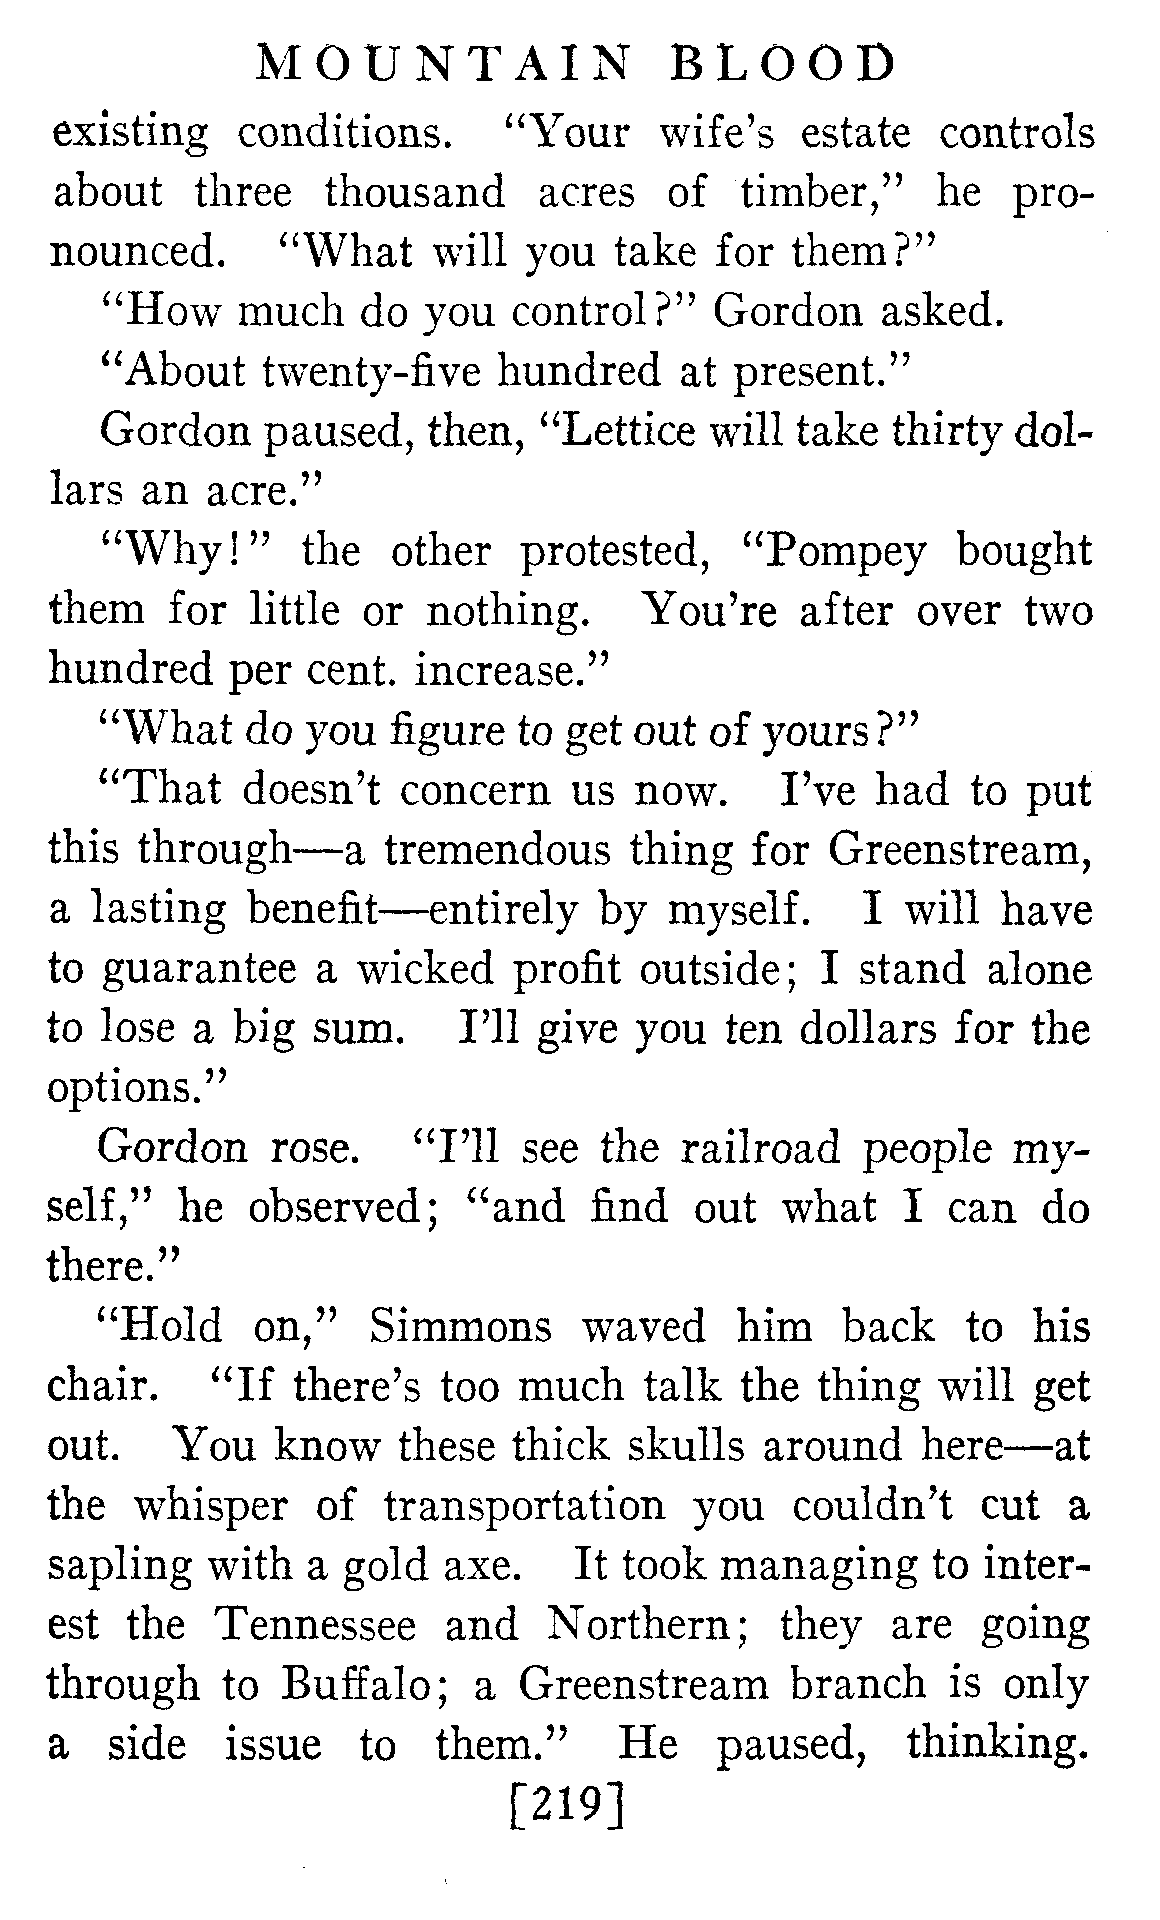 MOUNTAIN BLOOD
existing conditions. “Your wife’s estate controls
about three thousand acres of timber,” he pro-
nounced. “What will you take for them?”
“How much do you control?” Gordon asked.
“About twenty-five hundred at present.”
Gordon paused, then, “Lettice will take thirty dol-
lars an acre.”
“Why!” the other protested, “Pompey bought
them for little or nothing. You’re after over two
hundred per cent. increase.”
“What do you figure to get out of yours?”
“That doesn’t concern us now. I’ve had to put
this through—a tremendous thing for Greenstream,
a lasting benefit—entirely by myself. I will have
to guarantee a wicked profit outside; I stand alone
to lose a big sum. I’ll give you ten dollars for the
options.”
Gordon rose. “I’ll see the railroad people my-
self,” he observed; “and find out what I can do
there.”
“Hold on,” Simmons waved him back to his
chair. “If there’s too much talk the thing will get
out. You know these thick skulls around here—at
the whisper of transportation you couldn’t cut a
sapling with a gold axe. It took managing to inter-
est the Tennessee and Northern; they are going
through to Buffalo; a Greenstream branch is only
a side issue to them.” He paused, thinking.
[219]